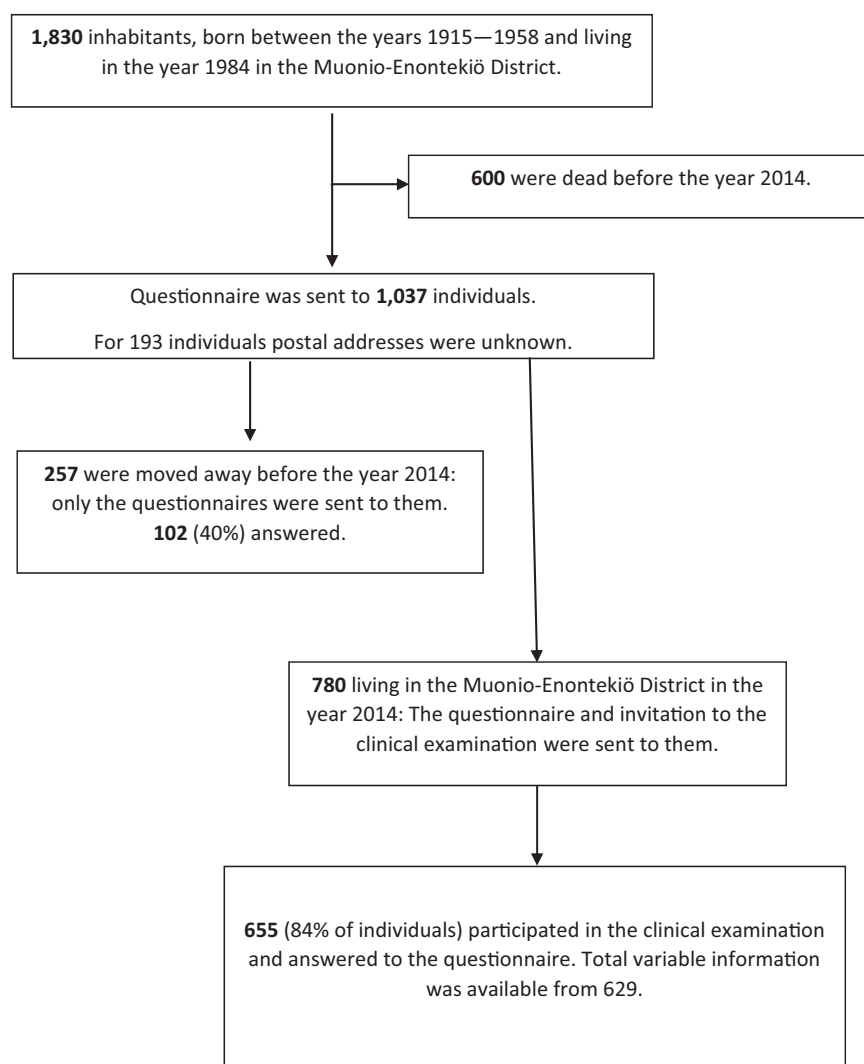 1,830 inhabitants, born between the years 1915—1958 and living
in the year 1984 in the Muonio-Enontekiö District.
600 were dead before the year 2014.
Questionnaire was sent to 1,037 individuals.
For 193 individuals postal addresses were unknown.
257 were moved away before the year 2014:
only the questionnaires were sent to them.
102 (40%) answered.
780 living in the Muonio-Enontekiö District in the
year 2014: The questionnaire and invitation to the
clinical examination were sent to them.
655 (84% of individuals) participated in the clinical examination
and answered to the questionnaire. Total variable information
was available from 629.